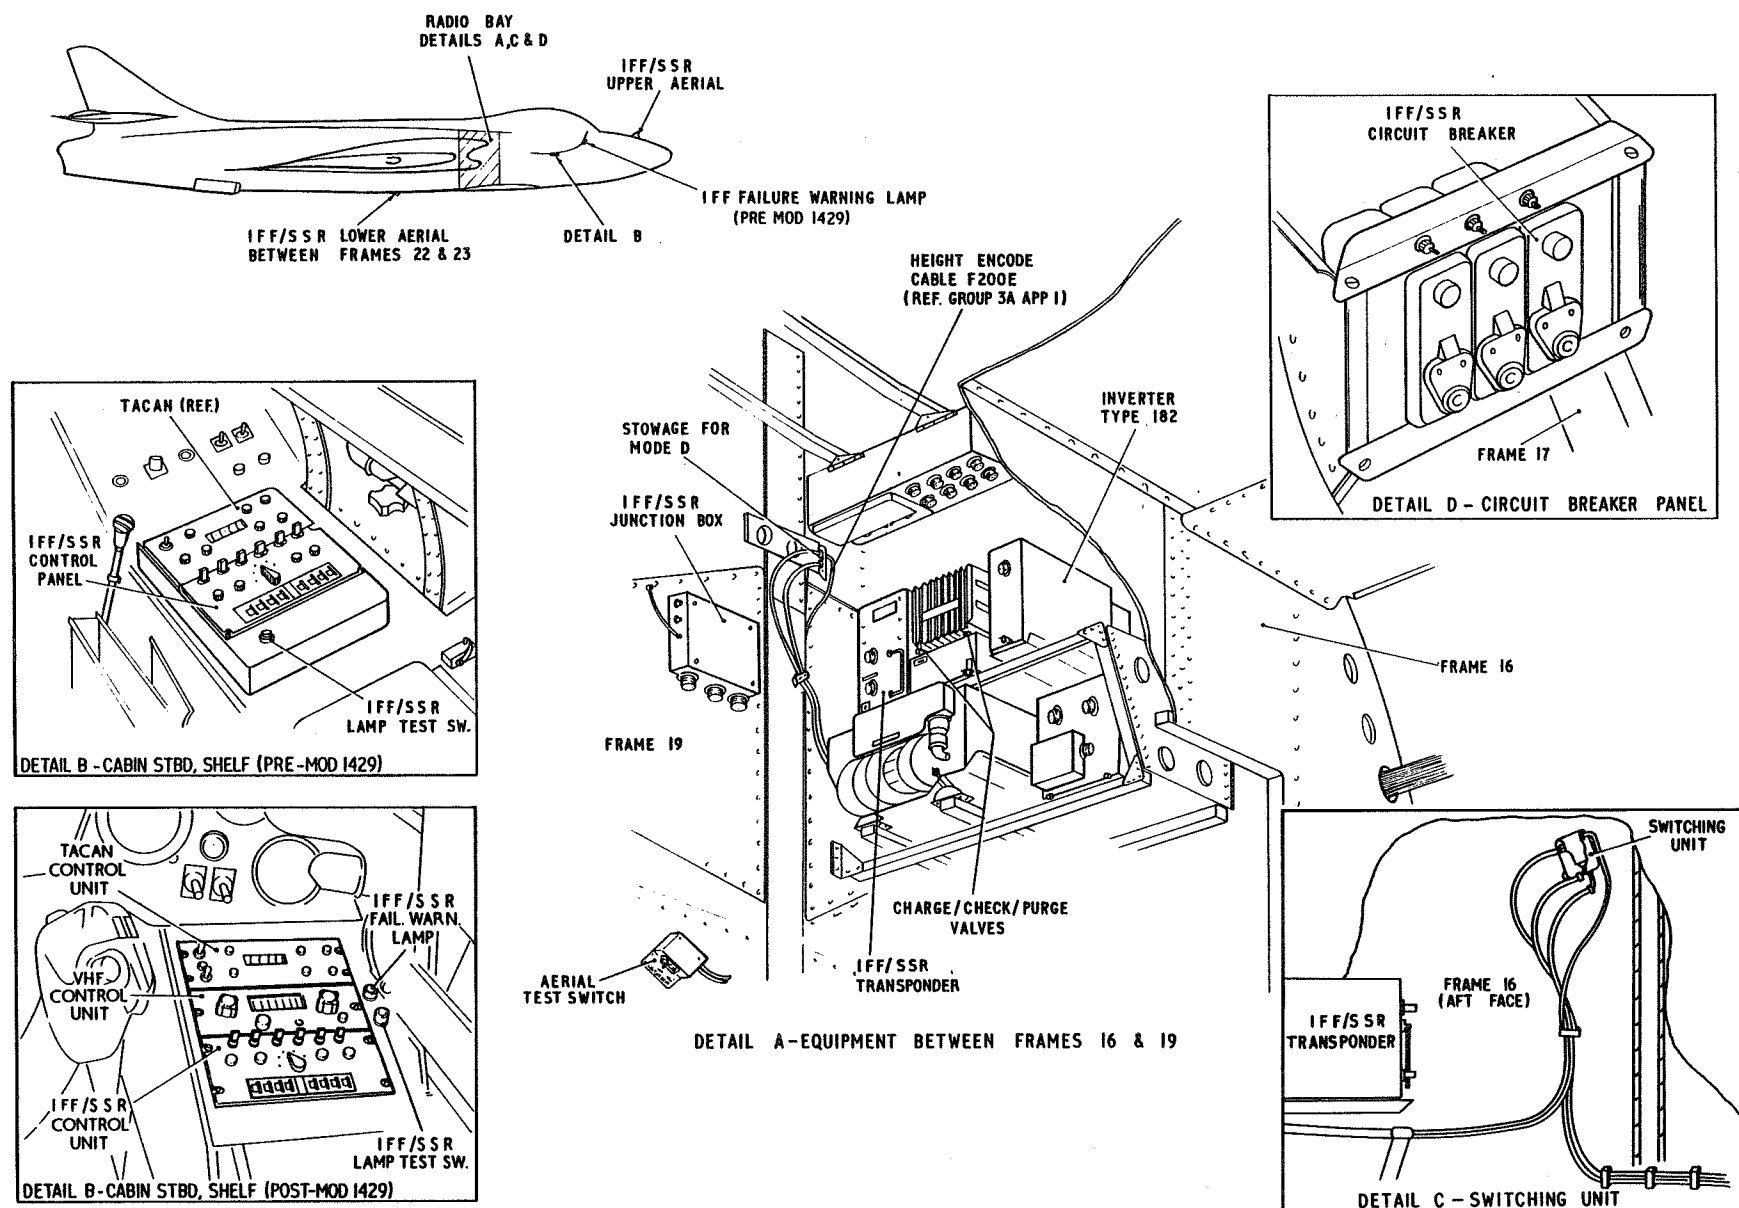 RADIO BAY
DETAILS A,C & D
IFF/SSR
UPPER AERIAL
IFF FAILURE WARNING LAMP
(PRE MOD 1429)
DETAIL B
IFF/SSR LOWER AERIAL
BETWEEN FRAMES 22 & 23
IFF/SSR
CIRCUIT BREAKER
C
C
C
FRAME 17
DETAIL D - CIRCUIT BREAKER PANEL
TACAN (REF.)
IFF/SSR
CONTROL
PANEL
IFF/SSR
LAMP TEST SW.
DETAIL B - CABIN STBD, SHELF (PRE-MOD 1429)
HEIGHT ENCODE
CABLE F200E
(REF. GROUP 3A APP I)
STOWAGE FOR
MODE D
IFF/SSR
JUNCTION BOX
INVERTER
TYPE 182
FRAME 19
FRAME 16
CHARGE/CHECK/PURGE
VALVES
IFF/SSR
TRANSPONDER
AERIAL
TEST SWITCH
DETAIL A-EQUIPMENT BETWEEN FRAMES 16 & 19
TACAN
CONTROL
UNIT
IFF/SSR
FAIL. WARN.
LAMP
VHF
CONTROL
UNIT
IFF/SSR
CONTROL
UNIT
IFF/SSR
LAMP TEST SW.
DETAIL B-CABIN STBD, SHELF (POST-MOD 1429)
SWITCHING
UNIT
FRAME 16
(AFT FACE)
IFF/SSR
TRANSPONDER
DETAIL C - SWITCHING UNIT